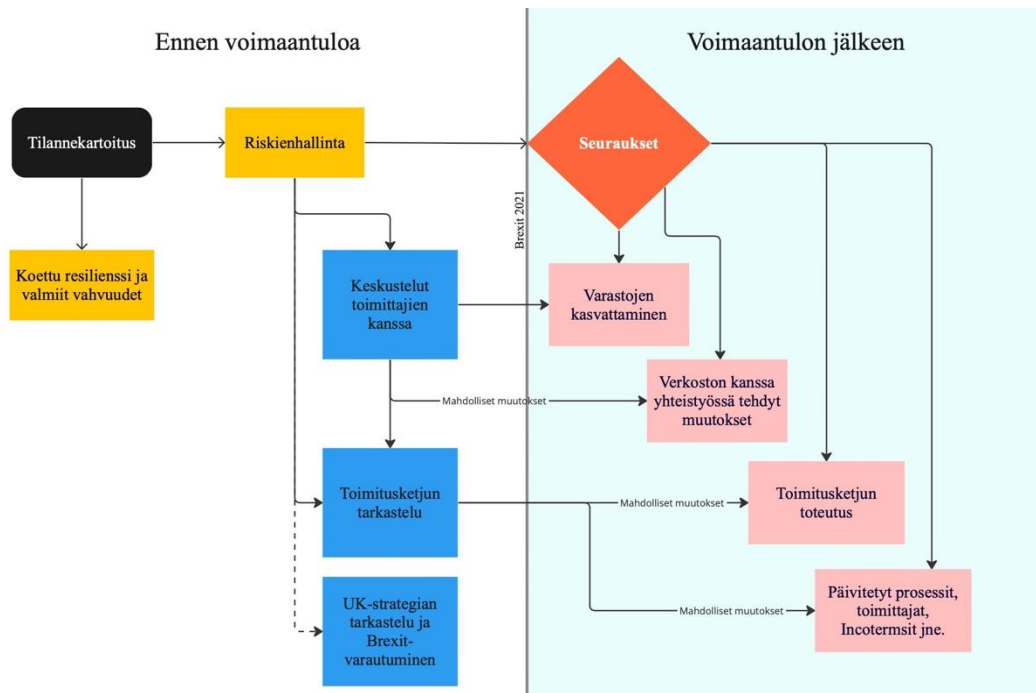 Ennen voimaantuloa
Voimaantulon jälkeen
Tilannekartoitus
Riskienhallinta
Seuraukset
Brexit 2021
Koettu resilienssi ja
valmiit vahvuudet
Keskustelut
toimittajien
kanssa
Varastojen
kasvattaminen
Mahdolliset muutokset
Verkoston kanssa
yhteistyössä tehdyt
muutokset
Toimitusketjun
tarkastelu
Mahdolliset muutokset
Toimitusketjun
toteutus
UK-strategian
tarkastelu ja
Brexit-
varautuminen
Mahdolliset muutokset
Päivitetyt prosessit,
toimittajat,
Incotermsit jne.